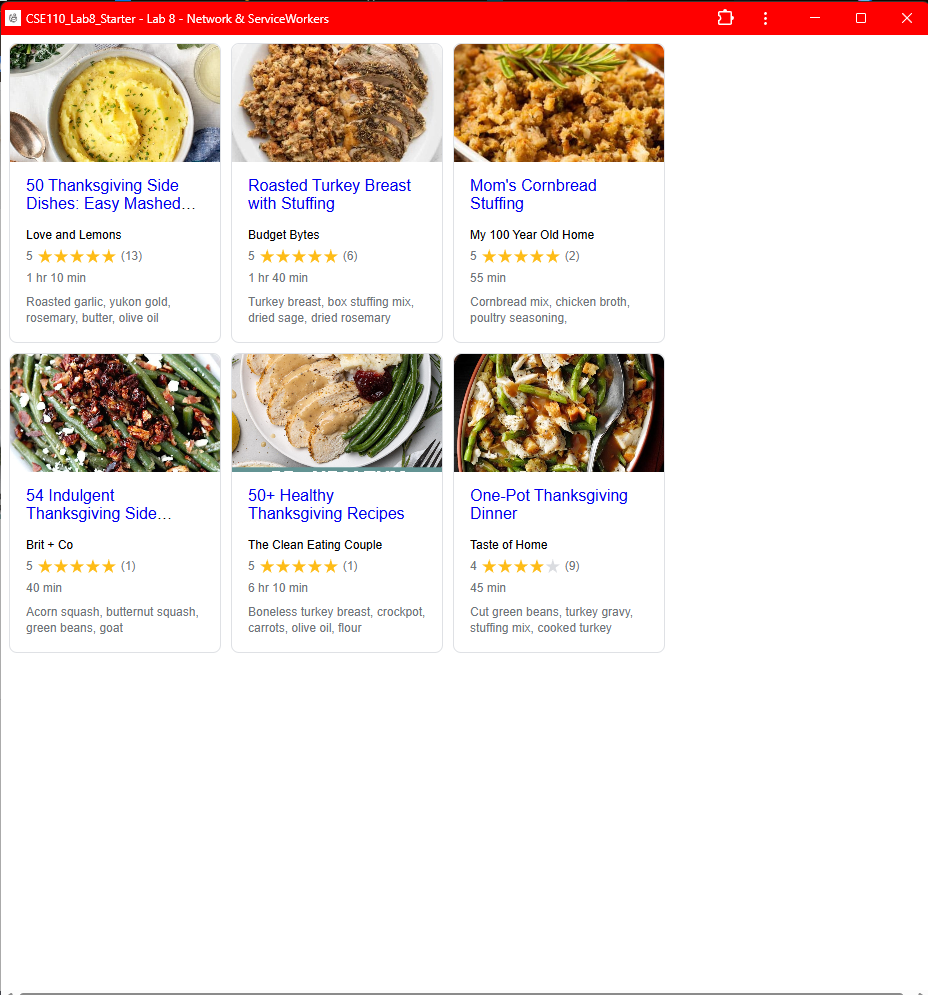 CSE110_Lab8_Starter - Lab 8 - Network & ServiceWorkers
50 Thanksgiving Side
Dishes: Easy Mashed…
Love and Lemons
5 (13)
1 hr 10 min
Roasted garlic, yukon gold,
rosemary, butter, olive oil
Roasted Turkey Breast
with Stuffing
Budget Bytes
5 (6)
1 hr 40 min
Turkey breast, box stuffing mix,
dried sage, dried rosemary
Mom's Cornbread
Stuffing
My 100 Year Old Home
5 (2)
55 min
Cornbread mix, chicken broth,
poultry seasoning,
54 Indulgent
Thanksgiving Side…
Brit + Co
5 (1)
40 min
Acorn squash, butternut squash,
green beans, goat
50+ Healthy
Thanksgiving Recipes
The Clean Eating Couple
5 (1)
6 hr 10 min
Boneless turkey breast, crockpot,
carrots, olive oil, flour
One-Pot Thanksgiving
Dinner
Taste of Home
4 (9)
45 min
Cut green beans, turkey gravy,
stuffing mix, cooked turkey